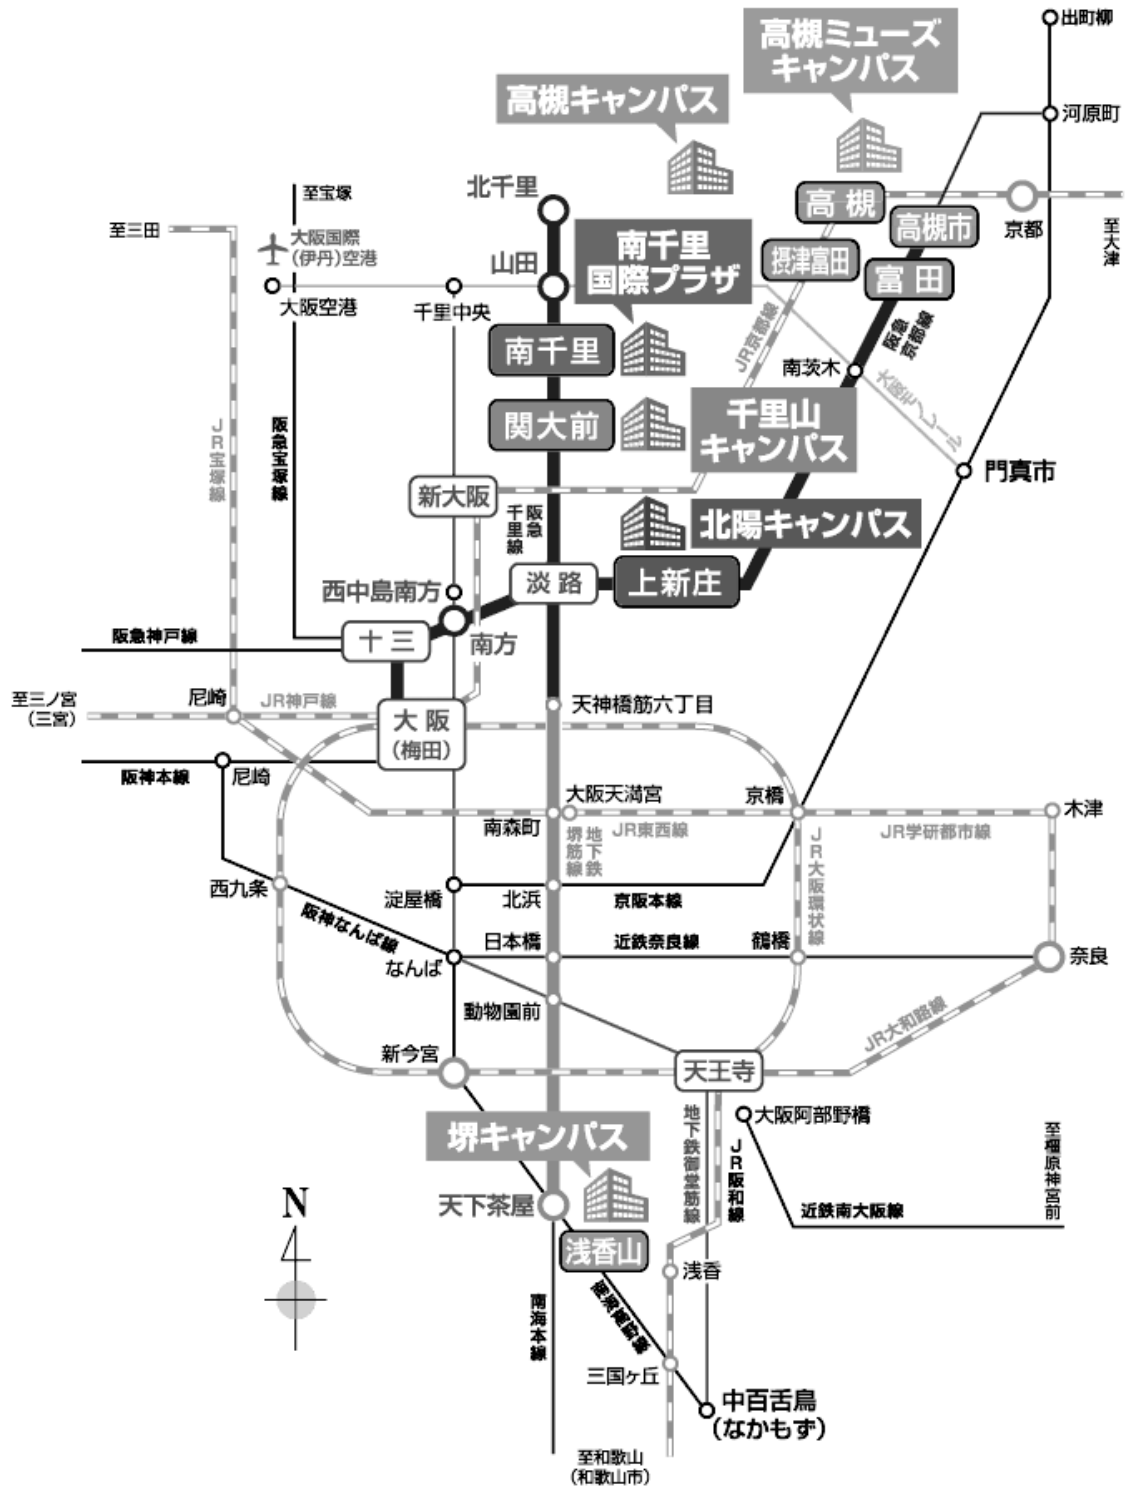 出町柳
高槻ミューズ
キャンパス
高槻キャンパス
河原町
北千里
至宝塚
高槻
高槻市
京都
至大津
至三田
大阪国際
(伊丹)空港
南千里
国際プラザ
山田
摂津富田
富田
大阪空港
千里中央
JR京都線
阪急
京都線
南千里
南茨木
大阪モノレール
千里山
キャンパス
関大前
JR宝塚線
阪急宝塚線
門真市
新大阪
阪急
千里線
北陽キャンパス
西中島南方
淡路
上新庄
十三
南方
阪急神戸線
至三ノ宮
(三宮)
尼崎
JR神戸線
天神橋筋六丁目
大阪
(梅田)
阪神本線
尼崎
大阪天満宮
京橋
木津
南森町
地下鉄
堺筋線
JR東西線
JR学研都市線
JR大阪環状線
西九条
淀屋橋
北浜
京阪本線
阪神なんば線
日本橋
近鉄奈良線
鶴橋
なんば
奈良
動物園前
JR大和路線
新今宮
天王寺
堺キャンパス
地下鉄御堂筋線
JR阪和線
大阪阿部野橋
至橿原神宮前
天下茶屋
近鉄南大阪線
N
浅香山
浅香
南海本線
南海高野線
三国ヶ丘
中百舌鳥
(なかもず)
至和歌山
(和歌山市)